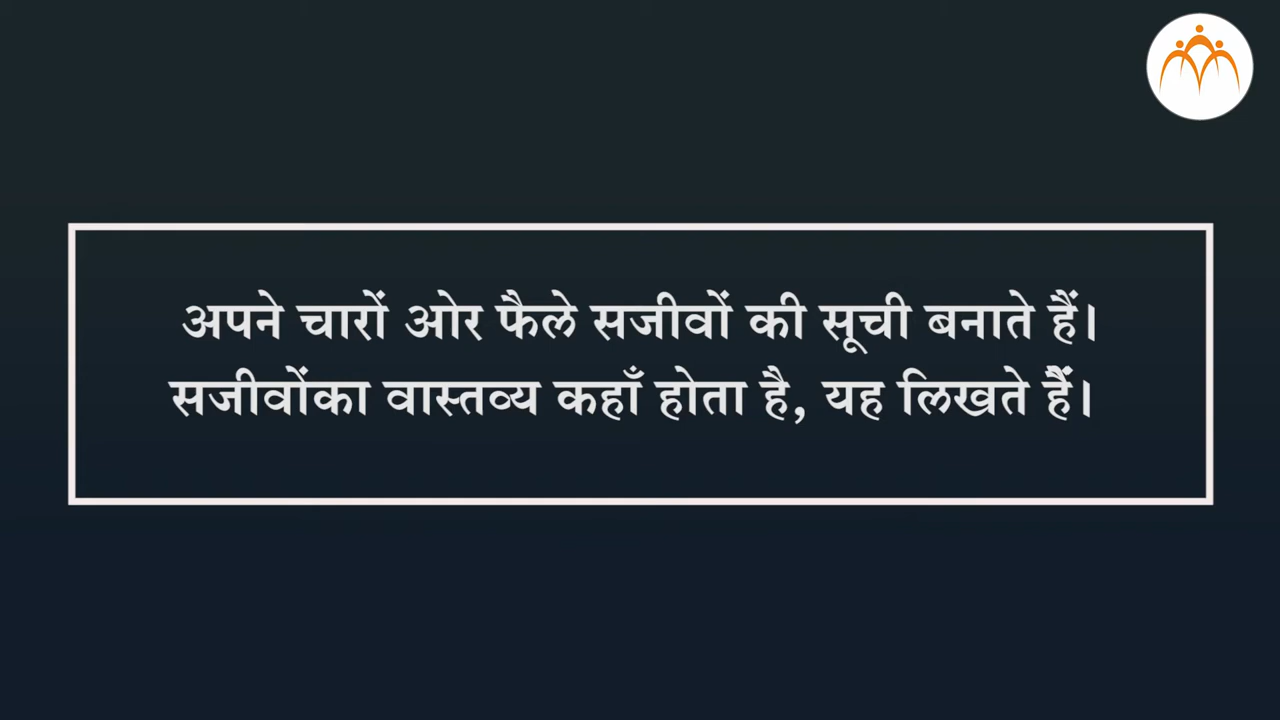 अपने चारों ओर फैले सजीवों की सूची बनाते हैं।
सजीवोंका वास्तव्य कहाँ होता है, यह लिखते हैं।